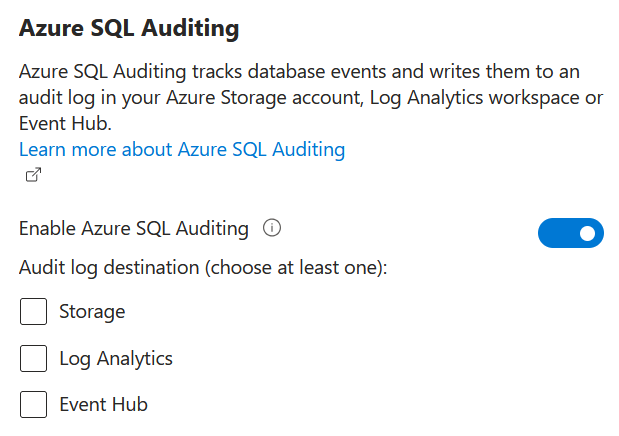 Azure SQL Auditing
Azure SQL Auditing tracks database events and writes them to an
audit log in your Azure Storage account, Log Analytics workspace or
Event Hub.
Learn more about Azure SQL Auditing
Enable Azure SQL Auditing
Audit log destination (choose at least one):
Storage
Log Analytics
Event Hub